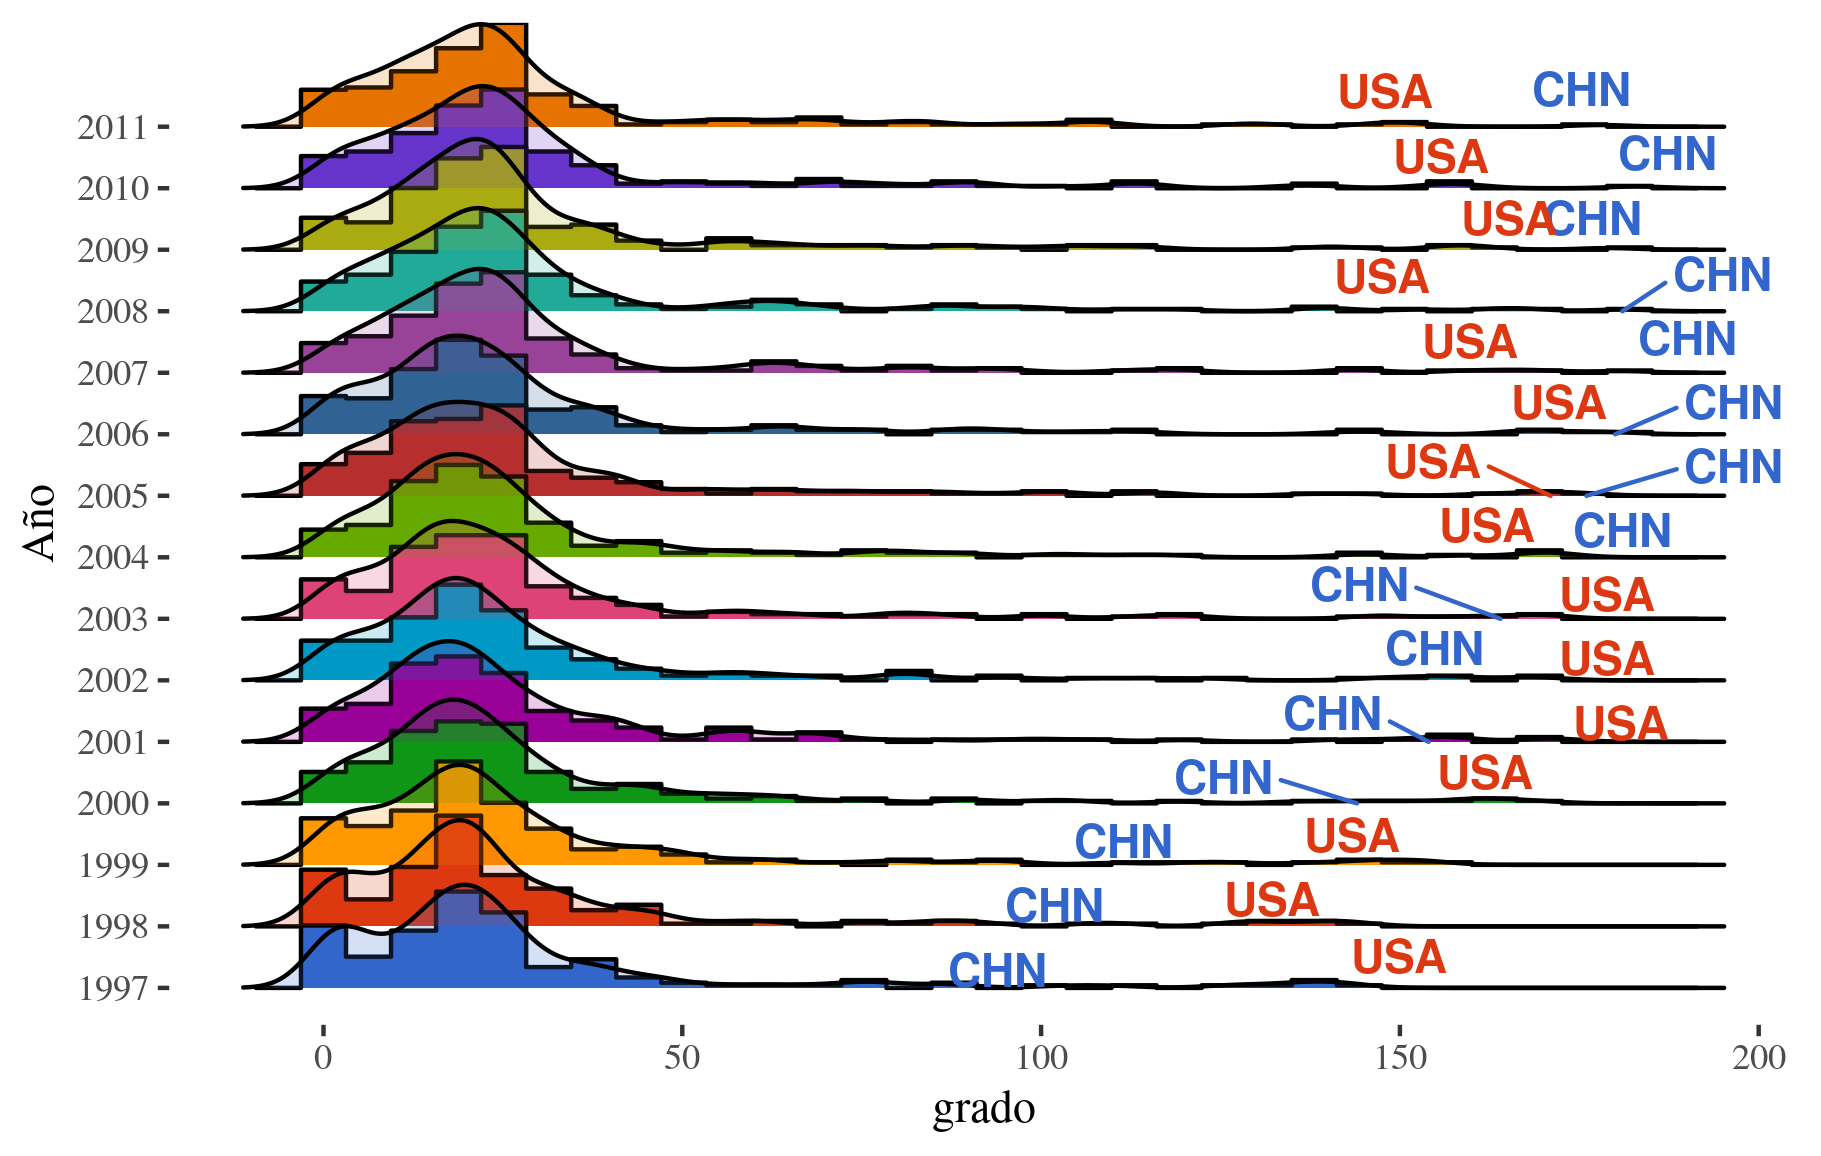 Año
2011 USA CHN
2010 USA CHN
2009 USA CHN
2008 USA CHN
2007 USA CHN
2006 USA CHN
2005 USA CHN
2004 USA CHN
2003 CHN USA
2002 CHN USA
2001 CHN USA
2000 CHN USA
1999 CHN USA
1998 CHN USA
1997 CHN USA
0 50 100 150 200
grado